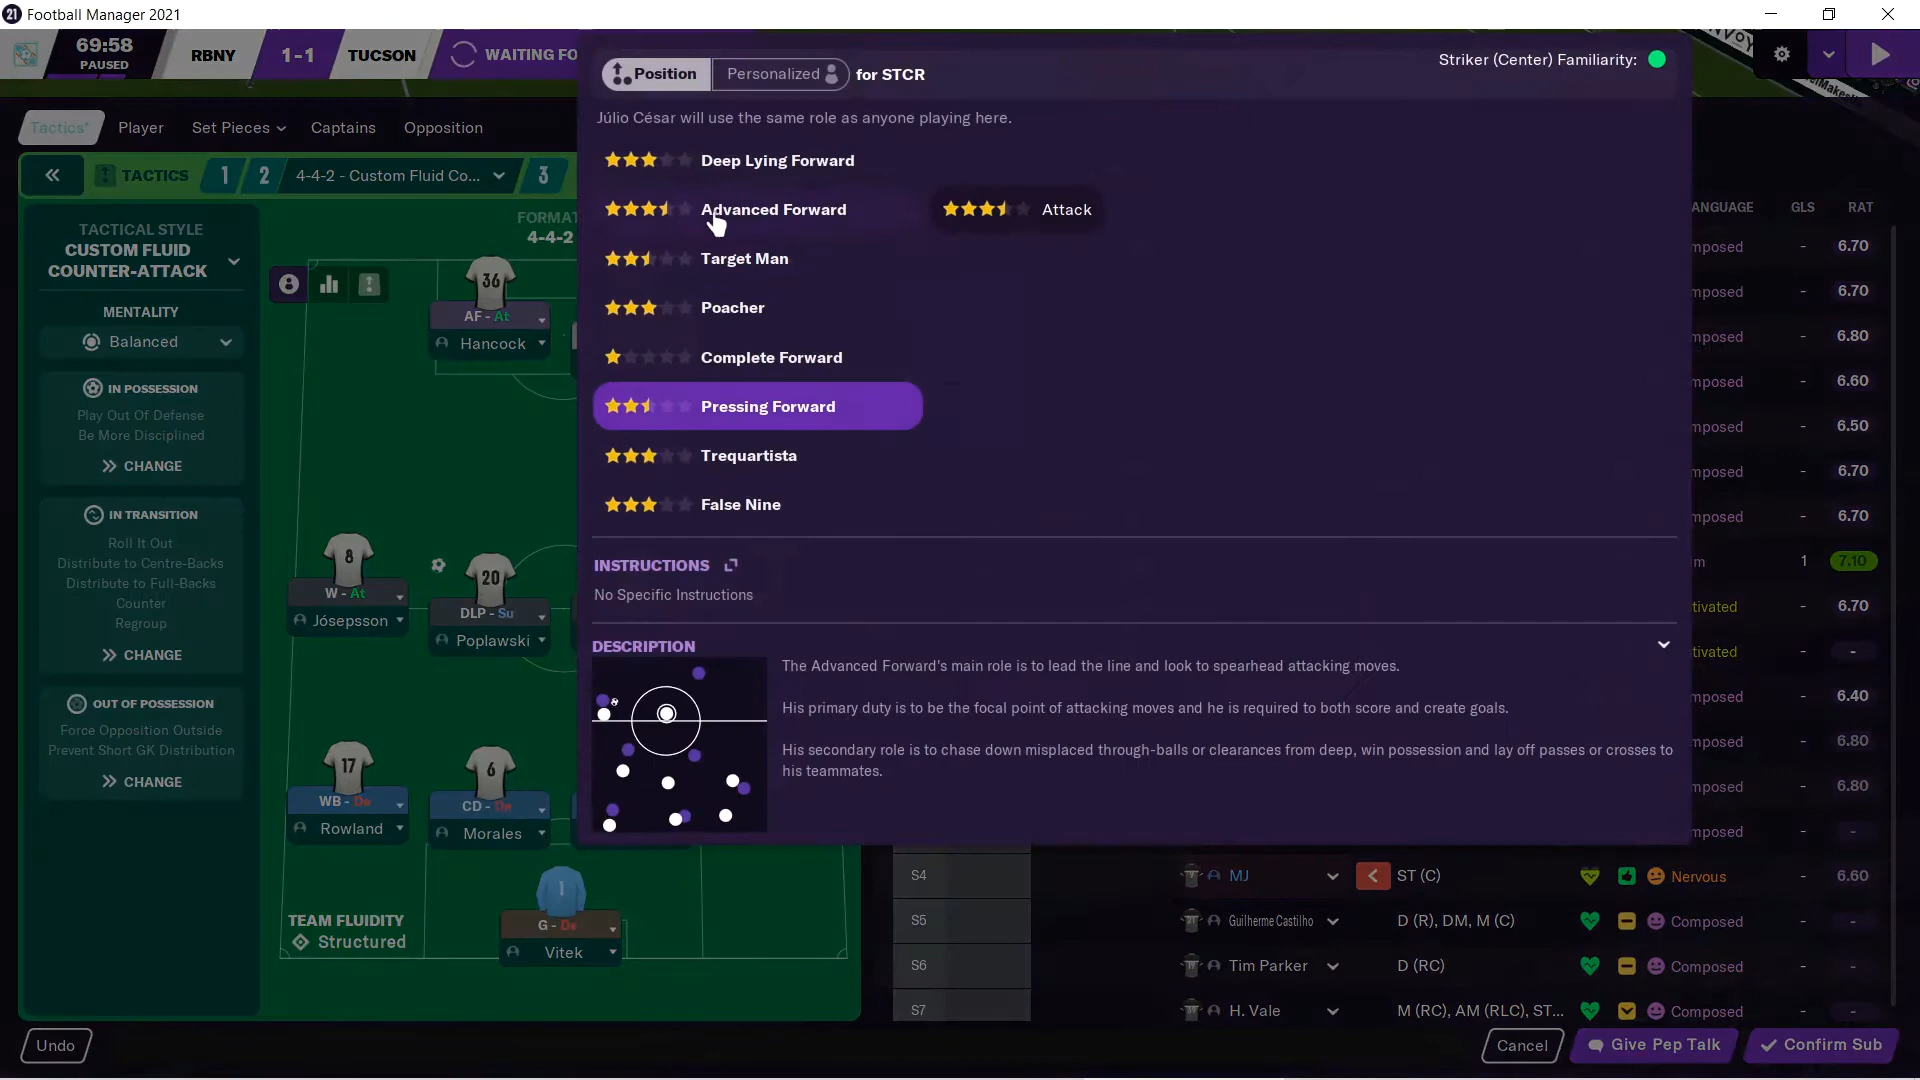 Football Manager 2021
69:58
PAUSED
RBNY
1-1
TUCSON
WAITING FO
Position
Personalized
for STCR
Striker (Center) Familiarity:
Júlio César will use the same role as anyone playing here.
Tactics*
Player
Set Pieces
Captains
Opposition
TACTICS
1
2
4-4-2 - Custom Fluid Co...
3
TACTICAL STYLE
CUSTOM FLUID
COUNTER-ATTACK
MENTALITY
Balanced
IN POSSESSION
Play Out Of Defense
Be More Disciplined
CHANGE
IN TRANSITION
Roll It Out
Distribute to Centre-Backs
Distribute to Full-Backs
Counter
Regroup
CHANGE
OUT OF POSSESSION
Force Opposition Outside
Prevent Short GK Distribution
CHANGE
FORMAT
4-4-2
36
AF - At
Hancock
8
W - At
Jósepsson
20
DLP - Su
Poplawski
17
WB - De
Rowland
6
CD - De
Morales
1
G - De
Vitek
TEAM FLUIDITY
Structured
Deep Lying Forward
Advanced Forward
Attack
Target Man
Poacher
Complete Forward
Pressing Forward
Trequartista
False Nine
INSTRUCTIONS
No Specific Instructions
DESCRIPTION
The Advanced Forward's main role is to lead the line and look to spearhead attacking moves.
His primary duty is to be the focal point of attacking moves and he is required to both score and create goals.
His secondary role is to chase down misplaced through-balls or clearances from deep, win possession and lay off passes or crosses to
his teammates.
ANGUAGE GLS RAT
mposed - 6.70
mposed - 6.70
mposed - 6.80
mposed - 6.60
mposed - 6.50
mposed - 6.70
mposed - 6.70
m 1 7.10
tivated - 6.70
tivated - -
mposed - 6.40
mposed - 6.80
mposed - 6.80
mposed - -
S4 MJ ST (C) Nervous - 6.60
S5 Guilherme Castilho D (R), DM, M (C) Composed - -
S6 Tim Parker D (RC) Composed - -
S7 H. Vale M (RC), AM (RLC), ST... Composed - -
Undo
Cancel
Give Pep Talk
Confirm Sub